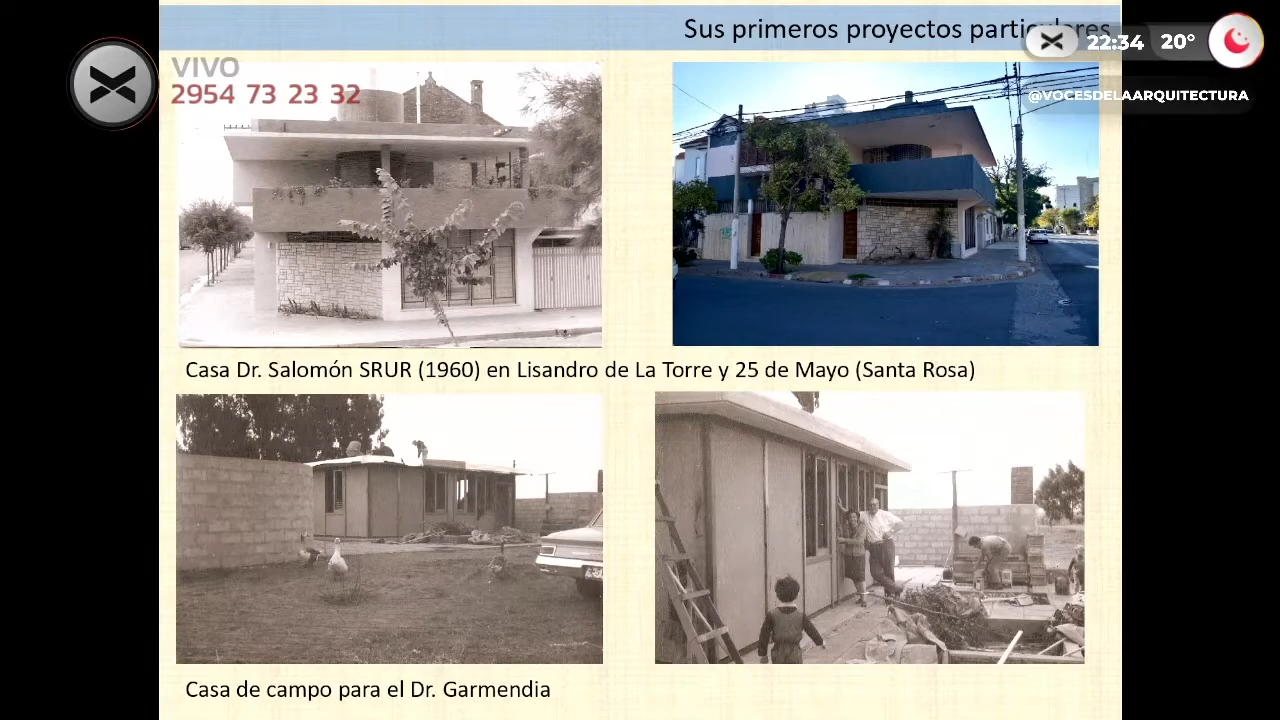 Sus primeros proyectos particulares
22:34 20°
VIVO
2954 73 23 32
@VOCESDELAARQUITECTURA
Casa Dr. Salomón SRUR (1960) en Lisandro de La Torre y 25 de Mayo (Santa Rosa)
Casa de campo para el Dr. Garmendia